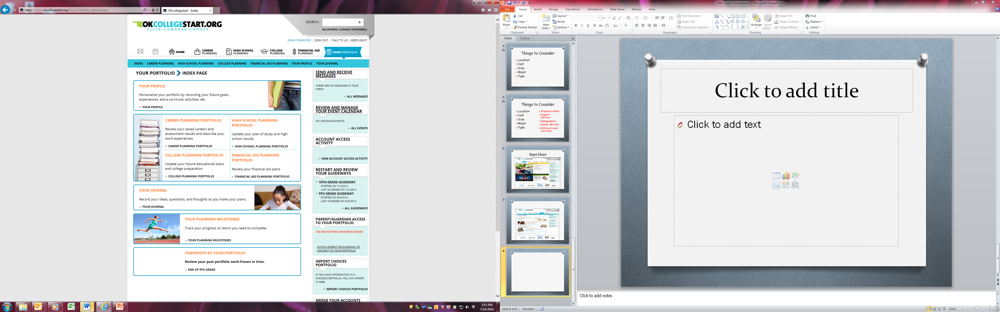 https://www.okcollegestart.org/Your_Portfolio/_default.aspx
OKcollegestart - Index
OKCOLLEGESTART.ORG
CLICK•COMPARE•CHOOSE
SEARCH:
>
EN ESPAÑOL CUANDO DISPONIBLE
JOAN CRAWFORD | SIGN OUT | TALK TO US | NEED HELP?
HOME
CAREER PLANNING
HIGH SCHOOL PLANNING
COLLEGE PLANNING
FINANCIAL AID PLANNING
YOUR PORTFOLIO
INDEX CAREER PLANNING HIGH SCHOOL PLANNING COLLEGE PLANNING FINANCIAL AID PLANNING YOUR PROFILE YOUR JOURNAL
YOUR PORTFOLIO INDEX PAGE
YOUR PROFILE
Personalize your portfolio by recording your future goals,
experiences, extra-curricular activities, etc.
> YOUR PROFILE
CAREER PLANNING PORTFOLIO
Review your saved careers and
assessment results and describe your
work experiences.
> CAREER PLANNING PORTFOLIO
HIGH SCHOOL PLANNING
PORTFOLIO
Update your plan of study and high
school results.
> HIGH SCHOOL PLANNING PORTFOLIO
COLLEGE PLANNING PORTFOLIO
Update your future educational plans
and college preparation
> COLLEGE PLANNING PORTFOLIO
FINANCIAL AID PLANNING
PORTFOLIO
Review your financial aid plans
> FINANCIAL AID PLANNING PORTFOLIO
YOUR JOURNAL
Record your ideas, questions, and thoughts as you make your plans.
> YOUR JOURNAL
YOUR PLANNING MILESTONES
Track your progress on items you need to complete.
> YOUR PLANNING MILESTONES
SNAPSHOTS OF YOUR PORTFOLIO
Review your past portfolio work-frozen in time.
> END OF 9TH GRADE
SEND AND RECEIVE
MESSAGES
THERE ARE NO MESSAGES IN YOUR
INBOX.
> ALL MESSAGES
REVIEW AND MANAGE
YOUR EVENT CALENDAR
NO UPCOMING EVENTS.
> ALL EVENTS
ACCOUNT ACCESS
ACTIVITY
> VIEW ACCOUNT ACCESS ACTIVITY
RESTART AND REVIEW
YOUR GUIDEWAYS
> 10TH GRADE GUIDEWAY
STARTED ON 7/2/2014
LAST ACCESSED ON 7/2/2014
> 9TH GRADE GUIDEWAY
STARTED ON 5/5/2014
LAST ACCESSED ON 5/5/2014
> ALL GUIDEWAYS
PARENT/GUARDIAN ACCESS
TO YOUR PORTFOLIO
NO INVITATIONS HAVE BEEN ISSUED
INVITE A PARENT OR GUARDIAN TO
CONNECT TO YOUR PORTFOLIO
IMPORT CHOICES
PORTFOLIO
IF YOU HAVE INFORMATION IN A
CHOICES PORTFOLIO, YOU CAN IMPORT
IT HERE.
> IMPORT CHOICES PORTFOLIO
MERGE YOUR ACCOUNTS
3:53 PM
7/24/2014
10th Grade Presentation - Microsoft PowerPoint
File Home Insert Design Transitions Animations Slide Show Review View
Paste
Cut
Copy
Format Painter
Clipboard
New Slide
Layout
Reset
Section
Slides
24
B I U S abc AV Aa A
Font
Text Direction
Align Text
Convert to SmartArt
Paragraph
Arrange
Quick Styles
Shape Fill
Shape Outline
Shape Effects
Drawing
Find
Replace
Select
Editing
Slides Outline
4
Things to Consider
Location
Cost
Size
Major
Type
5
Things to Consider
Location
Cost
Size
Major
Type
Graduation Rate
Support
Services
Demographics
Career Services
Extracurricular
Activities
6
Start Here
7
8
Click to add title
Click to add text
Click to add notes
Slide 8 of 8 "Pushpin"
132%